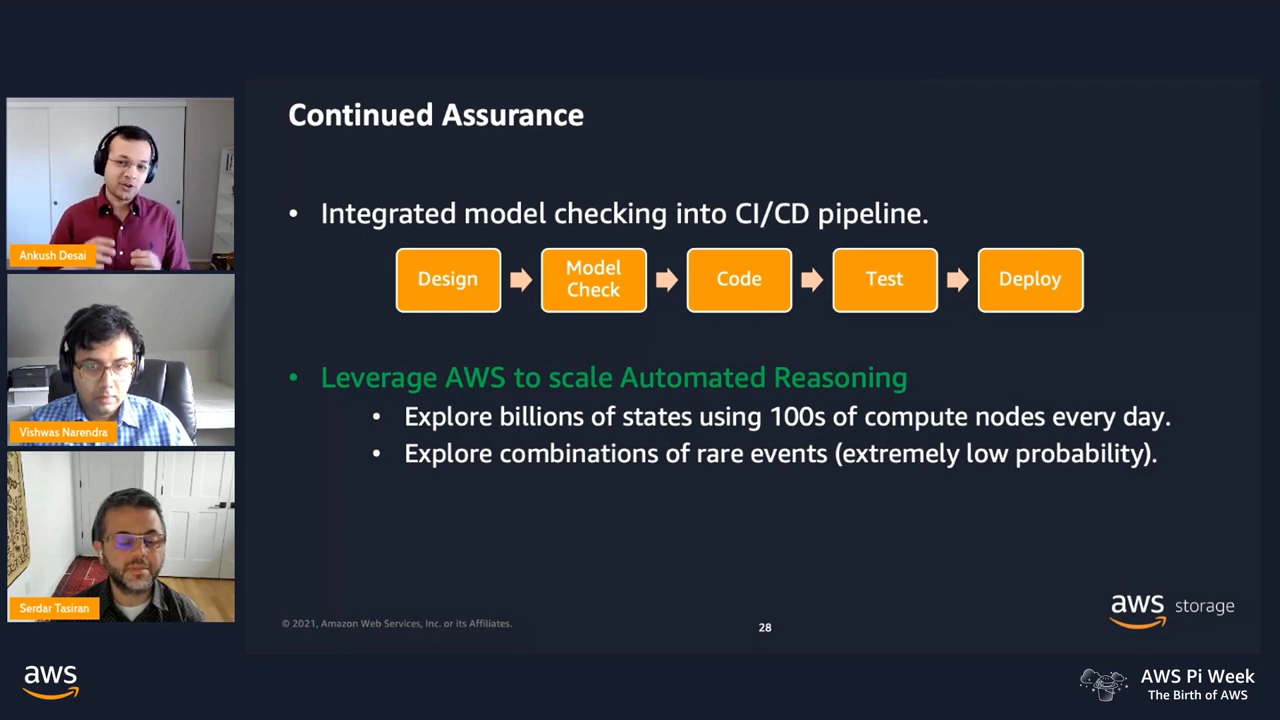 Continued Assurance
• Integrated model checking into CI/CD pipeline.
Design
Model
Check
Code
Test
Deploy
• Leverage AWS to scale Automated Reasoning
• Explore billions of states using 100s of compute nodes every day.
• Explore combinations of rare events (extremely low probability).
Ankush Desai
Vishwas Narendra
Serdar Tasiran
© 2021, Amazon Web Services, Inc. or its Affiliates.
28
aws storage
aws
AWS Pi Week
The Birth of AWS